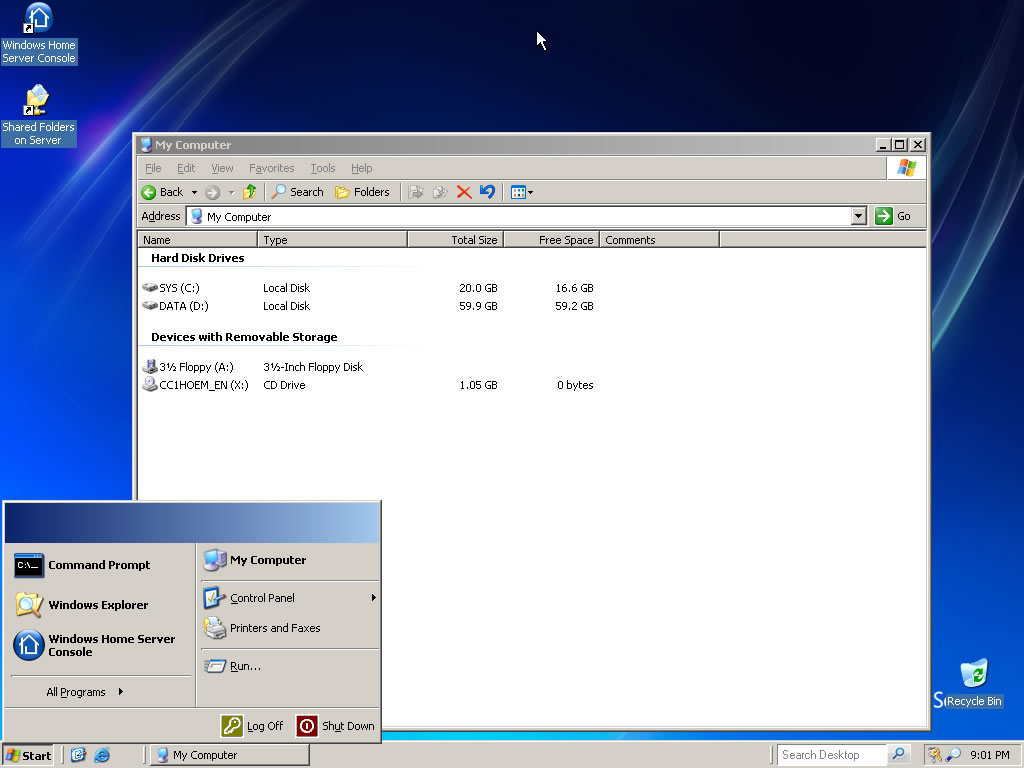 Windows Home
Server Console
Shared Folders
on Server
My Computer
File Edit View Favorites Tools Help
Back Search Folders
Address My Computer Go
Name Type Total Size Free Space Comments
Hard Disk Drives
SYS (C:) Local Disk 20.0 GB 16.6 GB
DATA (D:) Local Disk 59.9 GB 59.2 GB
Devices with Removable Storage
3½ Floppy (A:) 3½-Inch Floppy Disk
CC1HOEM_EN (X:) CD Drive 1.05 GB 0 bytes
C:\_
Command Prompt
Windows Explorer
Windows Home Server
Console
All Programs
My Computer
Control Panel
Printers and Faxes
Run...
Log Off Shut Down
Recycle Bin
Start My Computer Search Desktop 9:01 PM